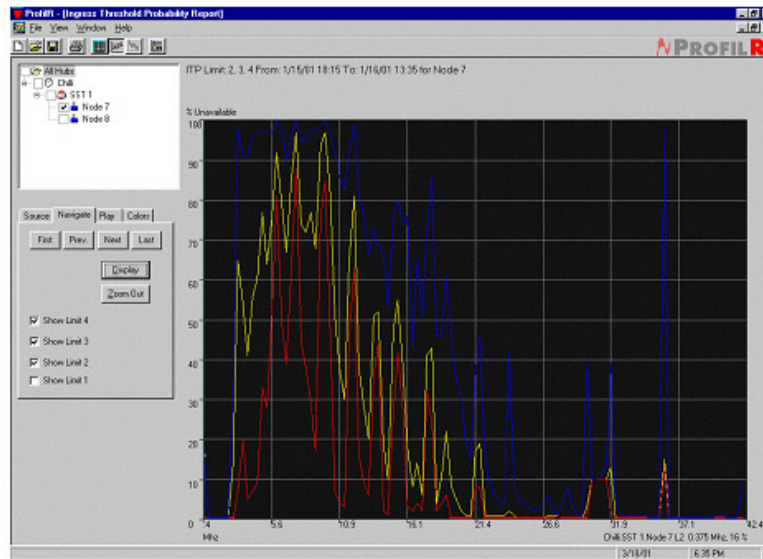 ProfilR - [Ingress Threshold Probability Report]
File View Window Help
PROFILR
All Hubs
Chili
SST 1
Node 7
Node 8
ITP Limit: 2, 3, 4 From: 1/15/01 18:15 To: 1/16/01 13:35 for Node 7
% Unavailable
100
90
80
70
60
50
40
30
20
10
0
Source Navigate Play Colors
First Prev. Next Last
Display
Zoom Out
Show Limit 4
Show Limit 3
Show Limit 2
Show Limit 1
.4 5.6 10.9 16.1 21.4 26.6 31.9 37.1 42.4
Mhz
Chili:SST 1:Node 7 L2 0.375 Mhz, 16 %
3/18/01 6:35 PM